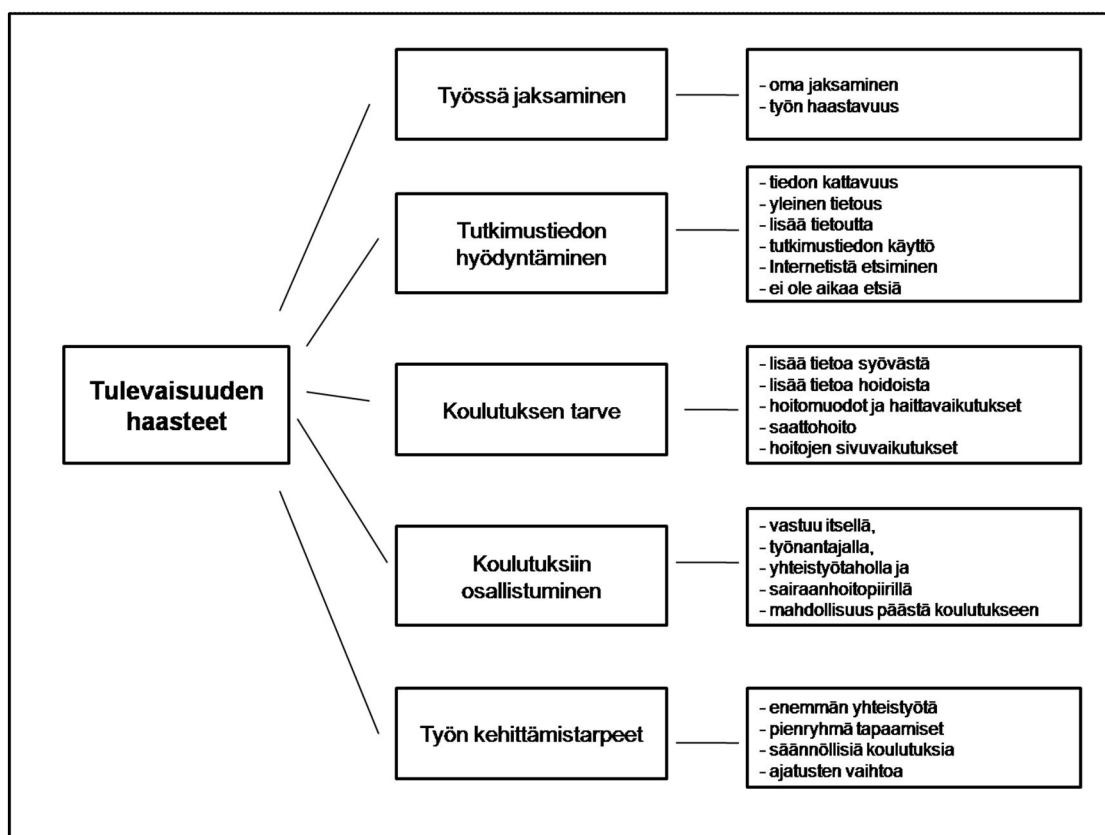 Työssä jaksaminen
- oma jaksaminen
- työn haastavuus
Tutkimustiedon
hyödyntäminen
- tiedon kattavuus
- yleinen tietous
- lisää tietoutta
- tutkimustiedon käyttö
- Internetistä etsiminen
- ei ole aikaa etsiä
Tulevaisuuden
haasteet
Koulutuksen tarve
- lisää tietoa syövästä
- lisää tietoa hoidoista
- hoitomuodot ja haittavaikutukset
- saattohoito
- hoitojen sivuvaikutukset
Koulutuksiin
osallistuminen
- vastuu itsellä,
- työnantajalla,
- yhteistyötaholla ja
- sairaanhoitopiirillä
- mahdollisuus päästä koulutukseen
Työn kehittämistarpeet
- enemmän yhteistyötä
- pienryhmä tapaamiset
- säännöllisiä koulutuksia
- ajatusten vaihtoa